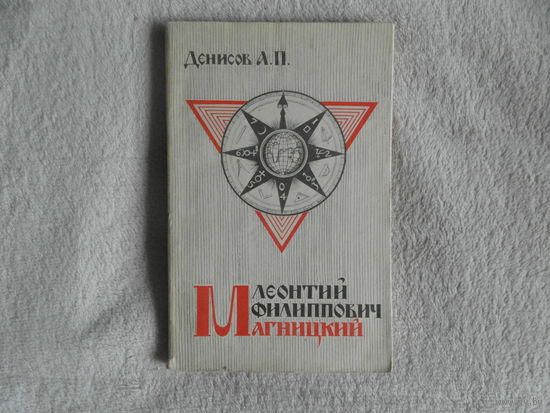 Денисов А.П.
Леонтий
Филиппович
Магницкий